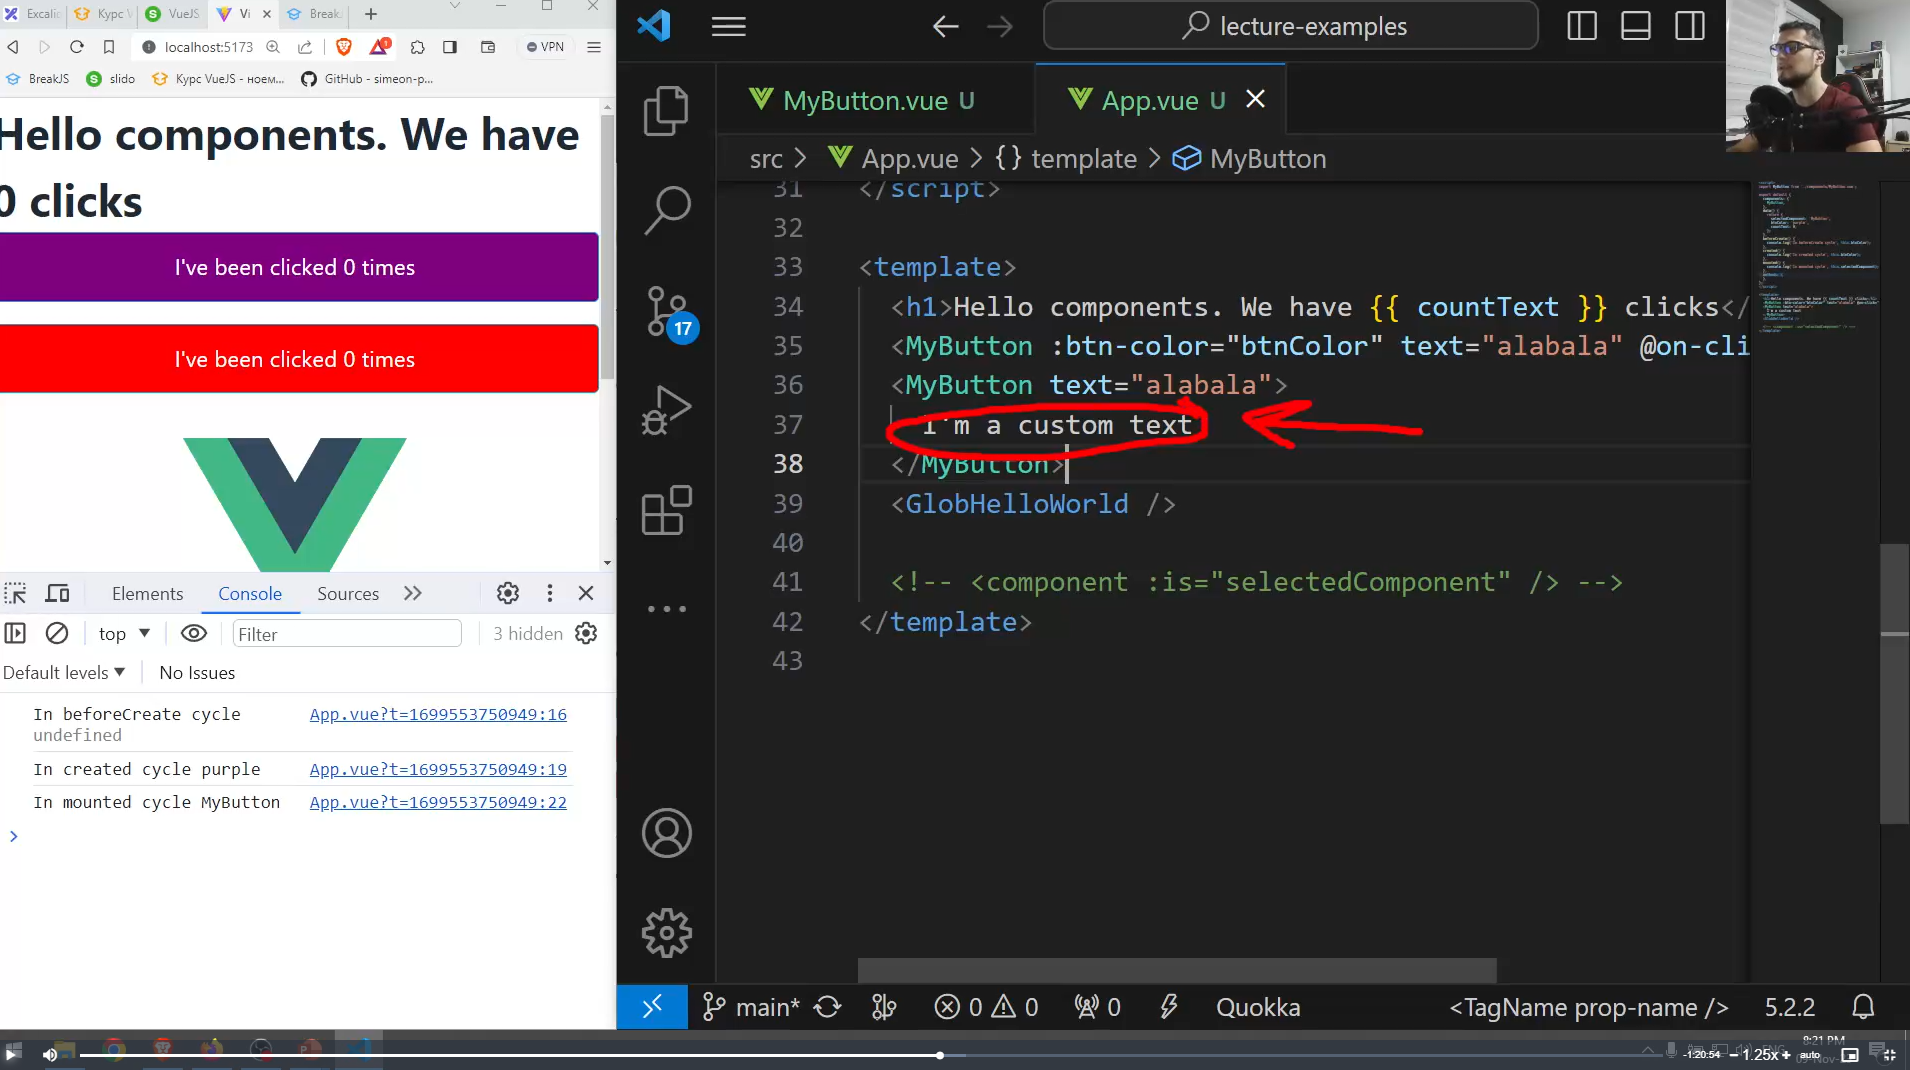 Excali
Курс V
VueJS
Vi
Break
localhost:5173
VPN
BreakJS
slido
Курс VueJS - ноем...
GitHub - simeon-p...
Hello components. We have
0 clicks
I've been clicked 0 times
I've been clicked 0 times
Elements
Console
Sources
top
Filter
3 hidden
Default levels
No Issues
In beforeCreate cycle
undefined
App.vue?t=1699553750949:16
In created cycle purple
App.vue?t=1699553750949:19
In mounted cycle MyButton
App.vue?t=1699553750949:22
lecture-examples
MyButton.vue U
App.vue U
src > App.vue > {} template > MyButton
31 </script>
32
33 <template>
34 <h1>Hello components. We have {{ countText }} clicks</
35 <MyButton :btn-color="btnColor" text="alabala" @on-cli
36 <MyButton text="alabala">
37 I'm a custom text
38 </MyButton>
39 <GlobHelloWorld />
40
41 <!-- <component :is="selectedComponent" /> -->
42 </template>
43
17
main*
0
0
0
Quokka
<TagName prop-name />
5.2.2
8:21 PM
-1:20:54
1.25x
auto